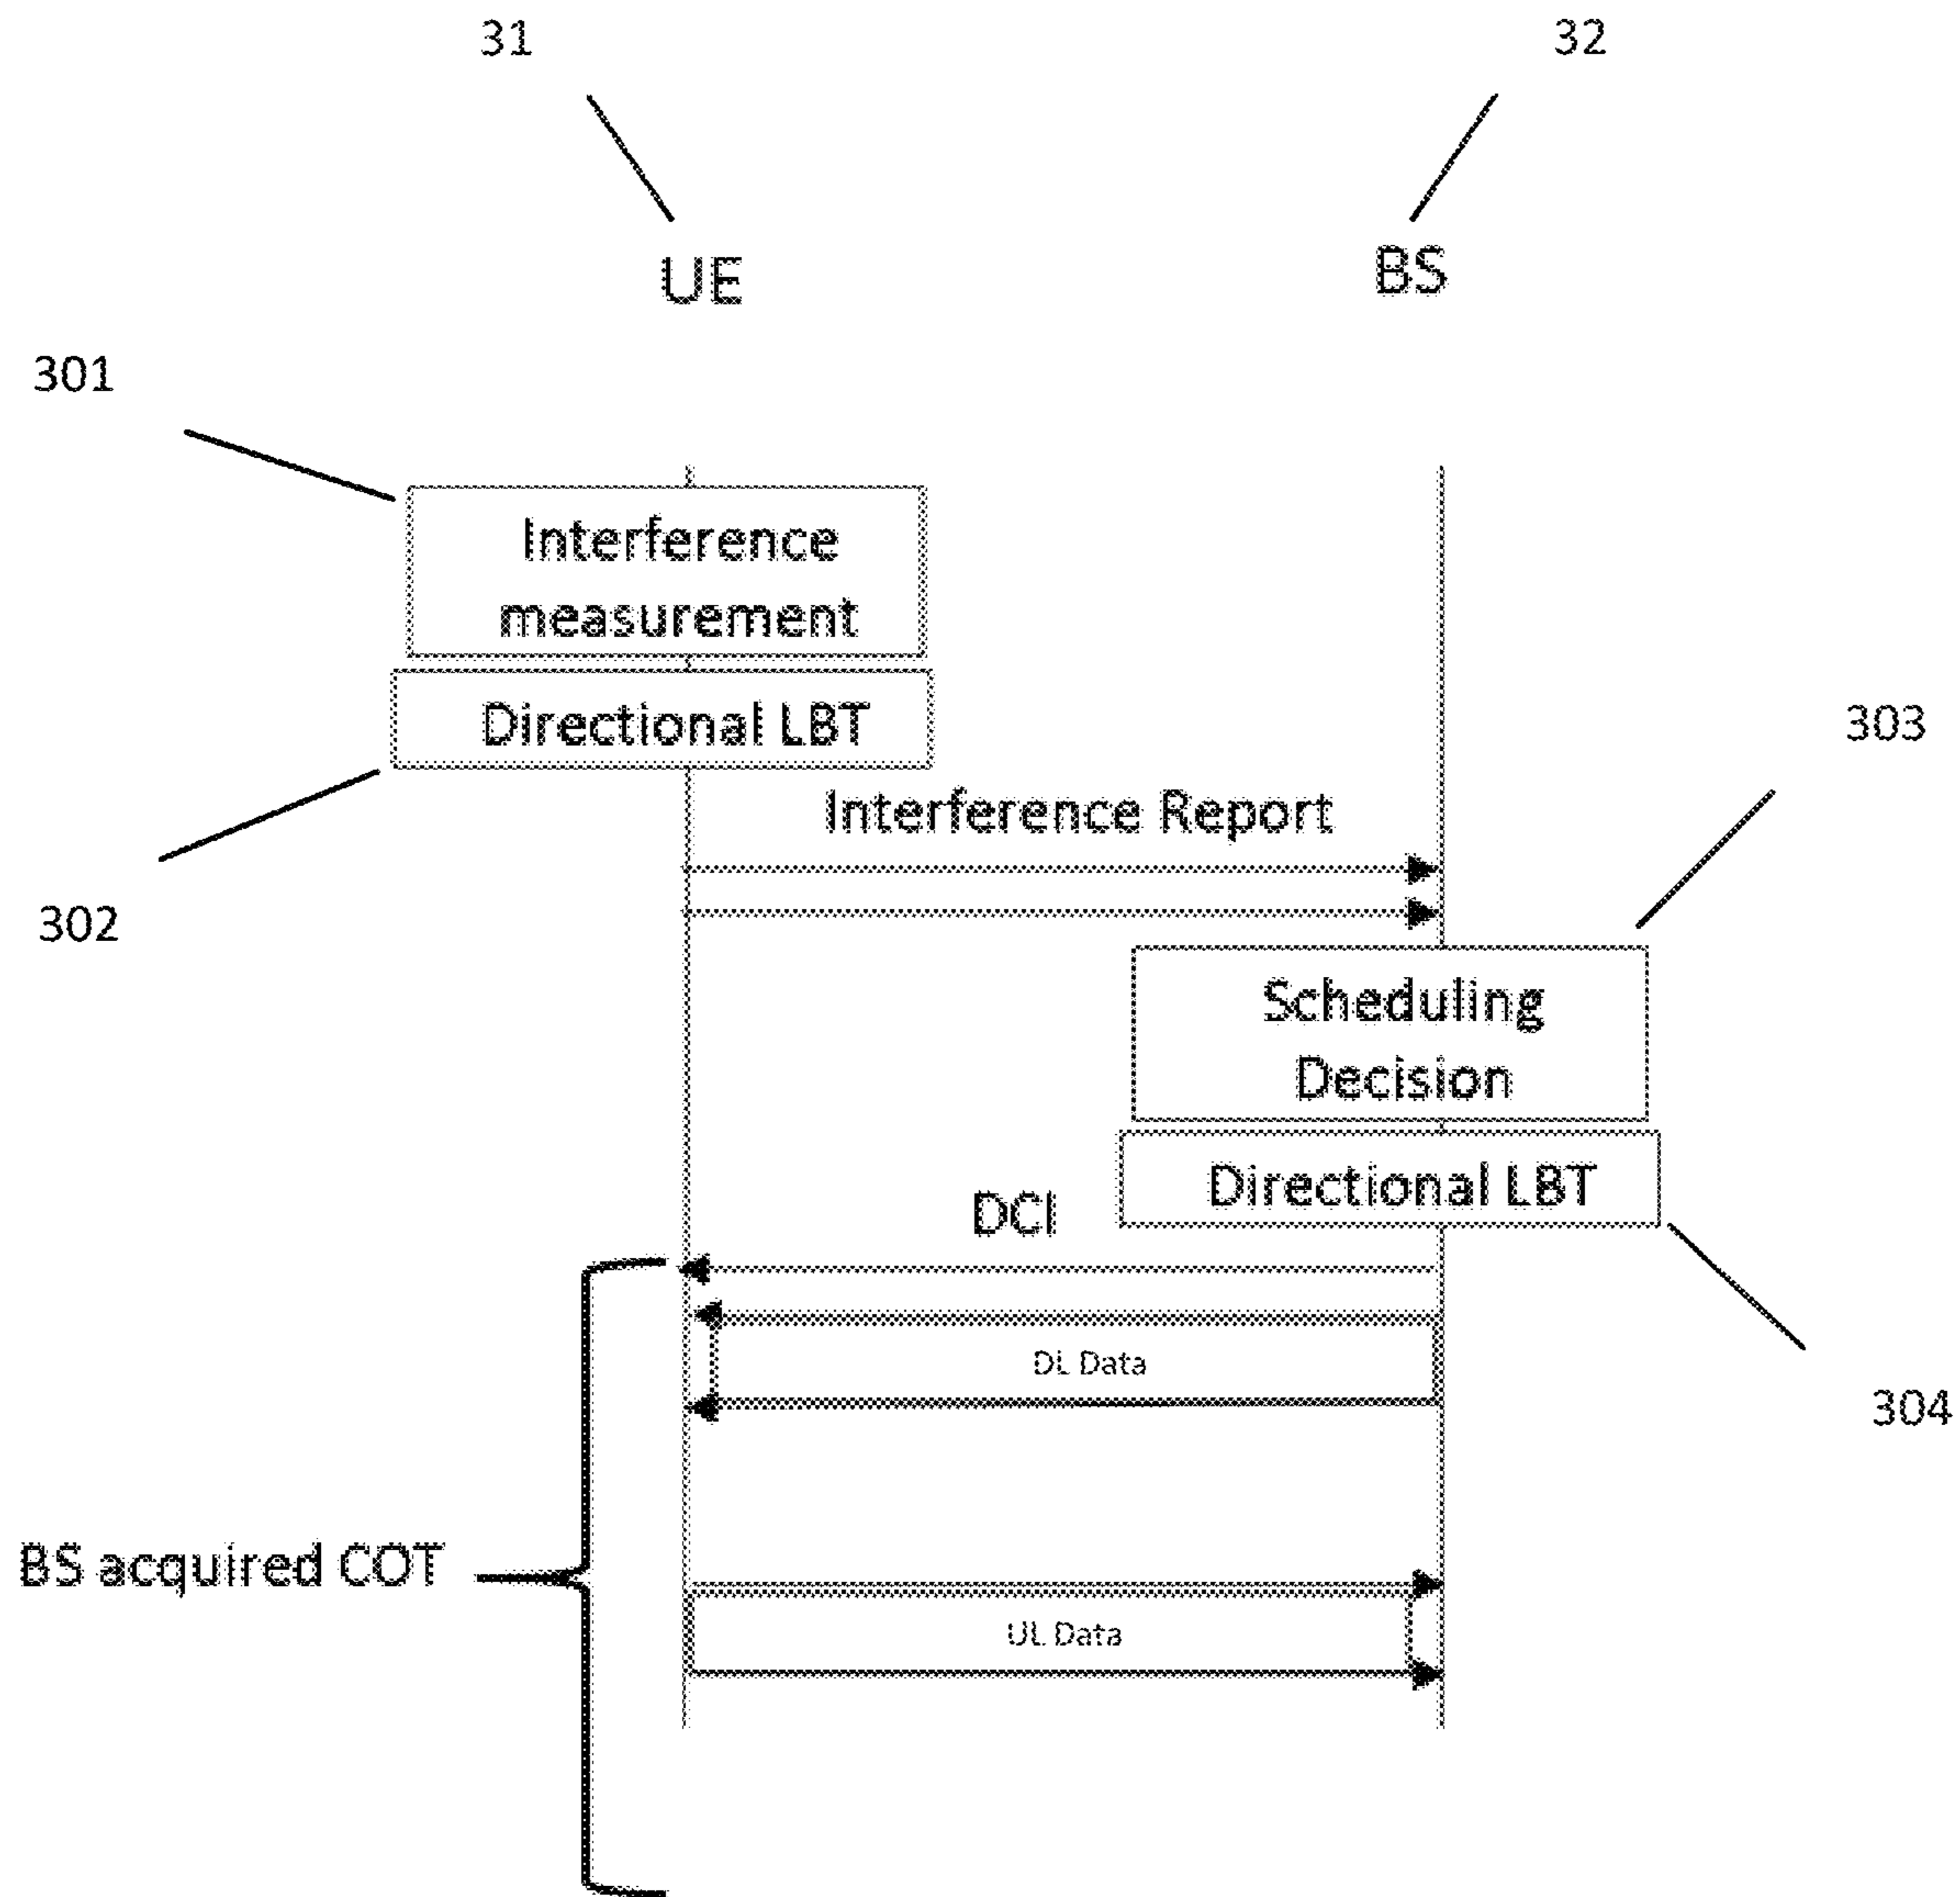 31
32
UE
BS
301
Interference
measurement
Directional LBT
303
Interference Report
302
Scheduling
Decision
Directional LBT
DCI
DL Data
304
BS acquired COT
UL Data